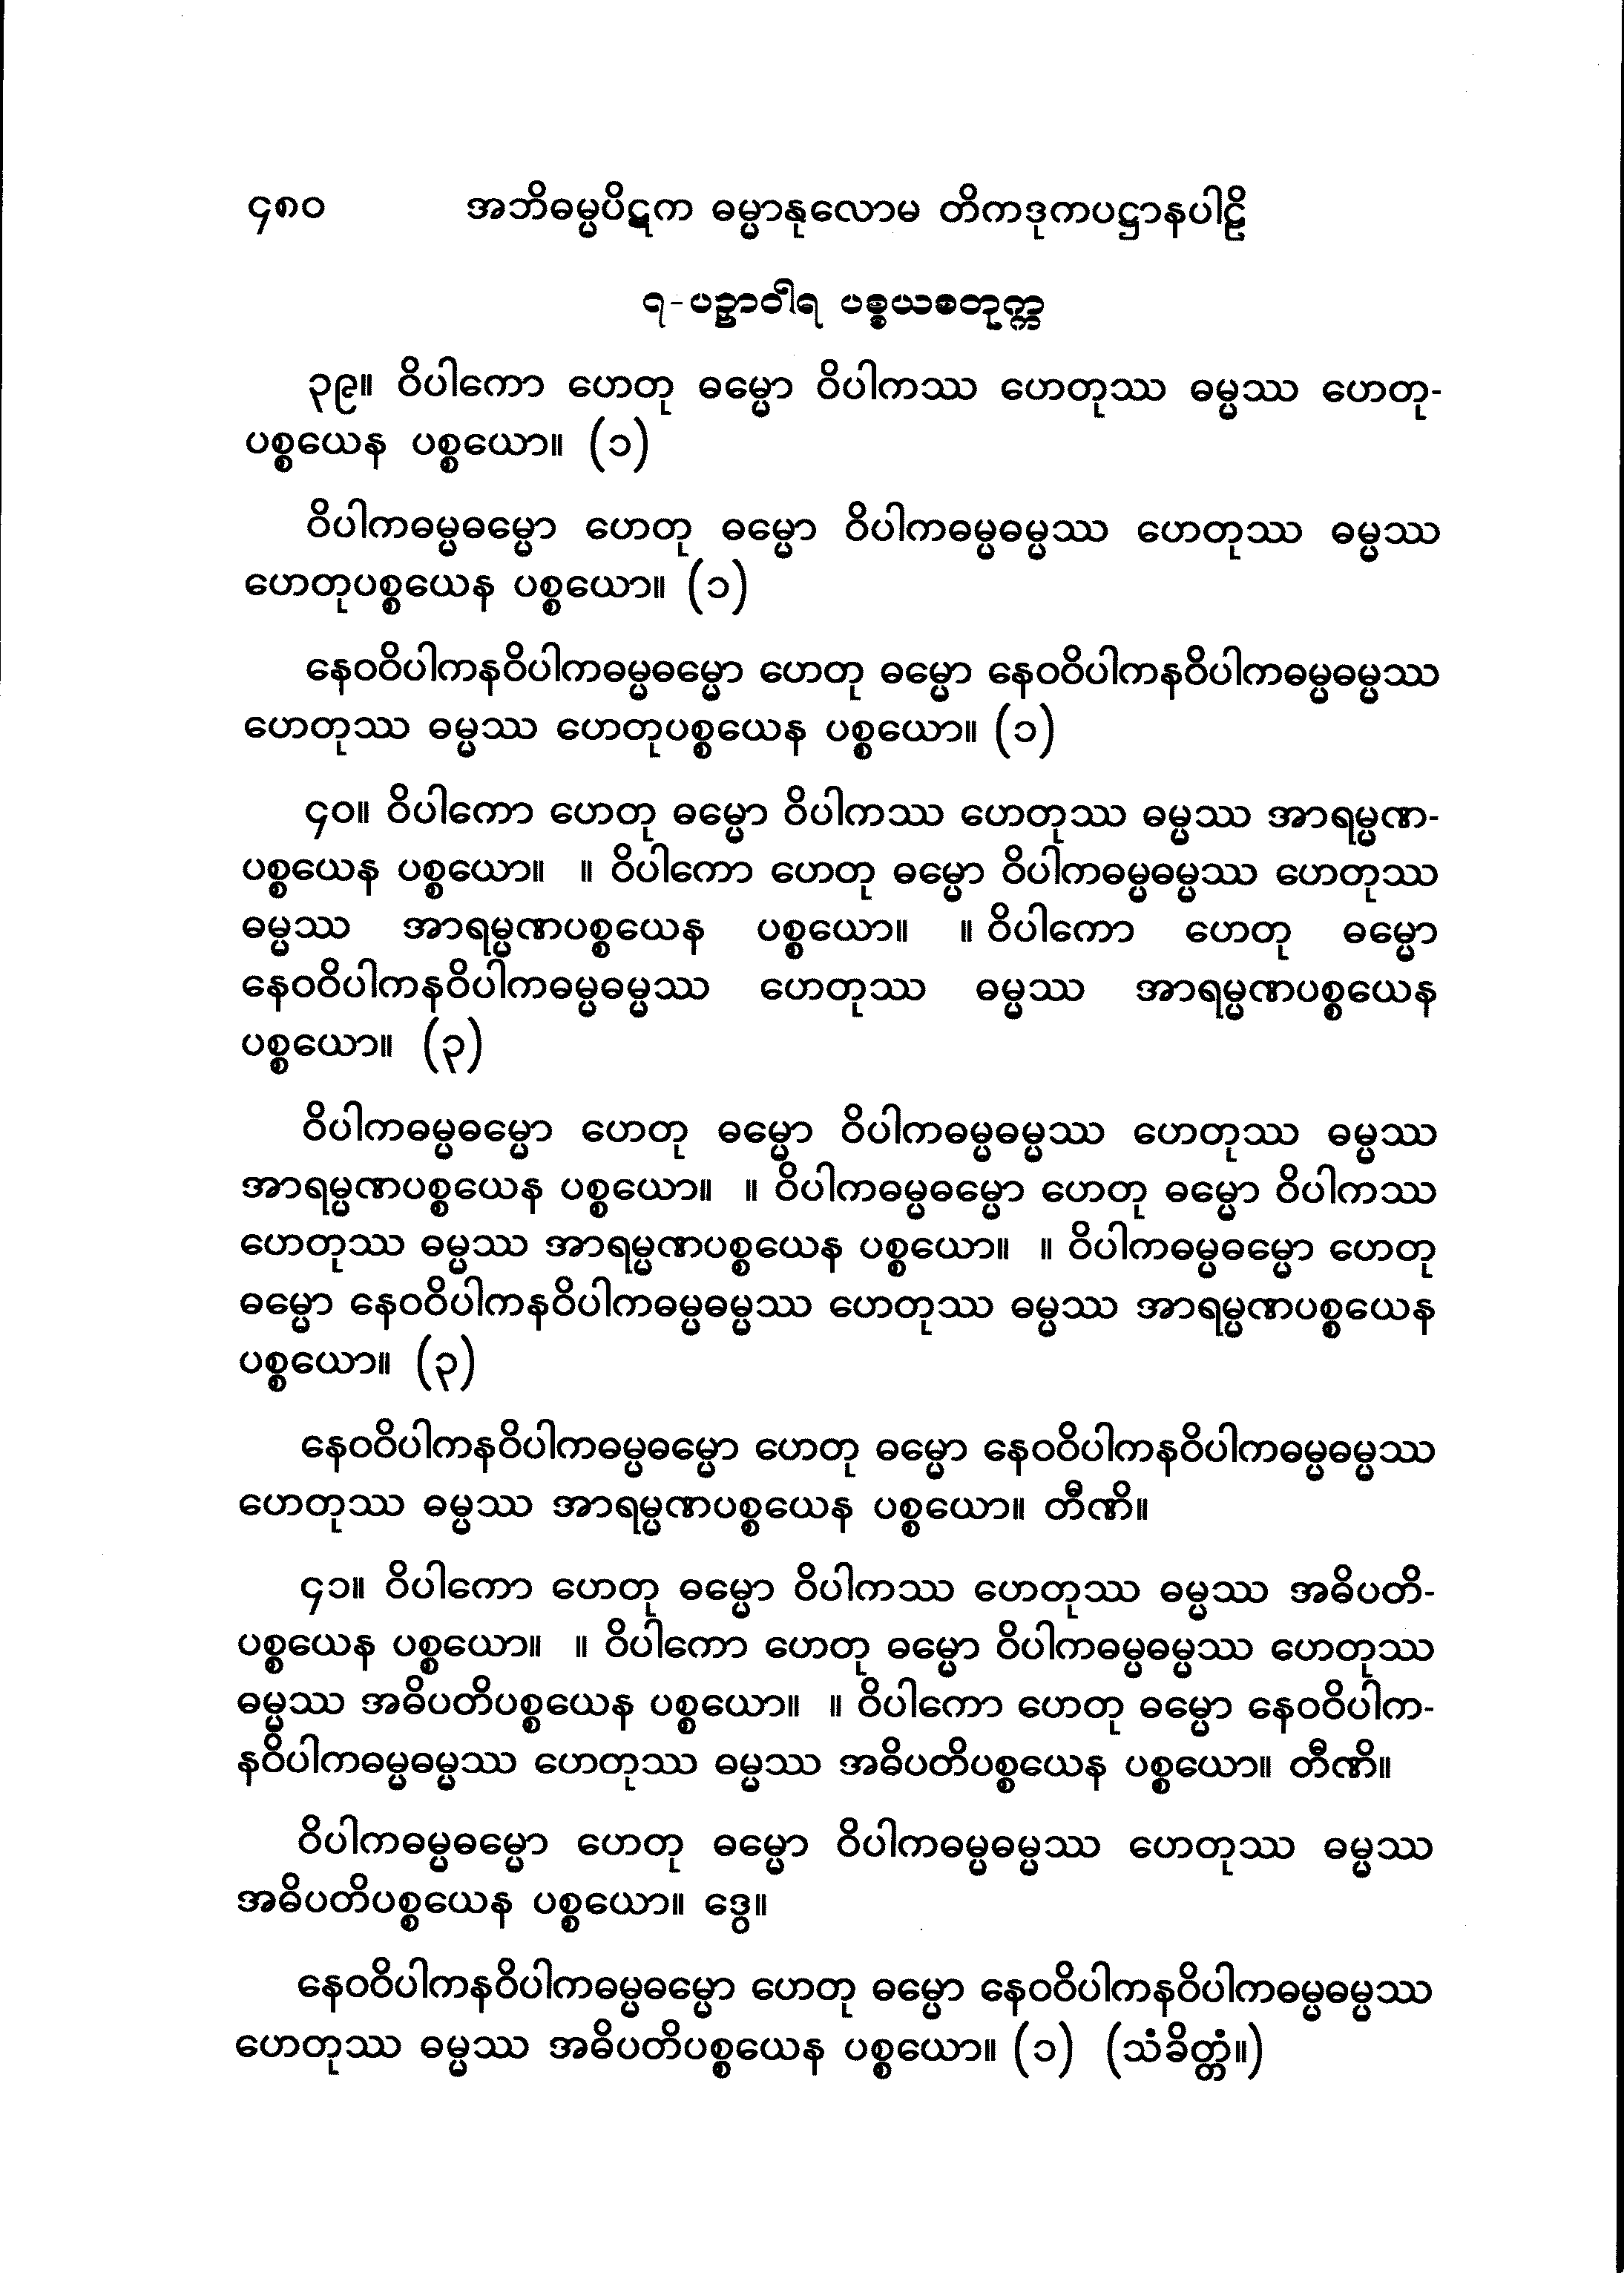 ၄၈၀ အဘိဓမ္မပိဋက ဓမ္မာနုလောမ တိကဒုကပဋ္ဌာနပါဠိ
၇-ပဉှာဝါရ ပစ္စယစတုက္က
၃၉။ ဝိပါကော ဟေတု ဓမ္မော ဝိပါကဿ ဟေတုဿ ဓမ္မဿ ဟေတု-
ပစ္စယေန ပစ္စယော။ (၁)
ဝိပါကဓမ္မဓမ္မော ဟေတု ဓမ္မော ဝိပါကဓမ္မဓမ္မဿ ဟေတုဿ ဓမ္မဿ
ဟေတုပစ္စယေန ပစ္စယော။ (၁)
နေဝဝိပါကနဝိပါကဓမ္မဓမ္မော ဟေတု ဓမ္မော နေဝဝိပါကနဝိပါကဓမ္မဓမ္မဿ
ဟေတုဿ ဓမ္မဿ ဟေတုပစ္စယေန ပစ္စယော။ (၁)
၄၀။ ဝိပါကော ဟေတု ဓမ္မော ဝိပါကဿ ဟေတုဿ ဓမ္မဿ အာရမ္မဏ-
ပစ္စယေန ပစ္စယော။ ။ ဝိပါကော ဟေတု ဓမ္မော ဝိပါကဓမ္မဓမ္မဿ ဟေတုဿ
ဓမ္မဿ အာရမ္မဏပစ္စယေန ပစ္စယော။ ။ ဝိပါကော ဟေတု ဓမ္မော
နေဝဝိပါကနဝိပါကဓမ္မဓမ္မဿ ဟေတုဿ ဓမ္မဿ အာရမ္မဏပစ္စယေန
ပစ္စယော။ (၃)
ဝိပါကဓမ္မဓမ္မော ဟေတု ဓမ္မော ဝိပါကဓမ္မဓမ္မဿ ဟေတုဿ ဓမ္မဿ
အာရမ္မဏပစ္စယေန ပစ္စယော။ ။ ဝိပါကဓမ္မဓမ္မော ဟေတု ဓမ္မော ဝိပါကဿ
ဟေတုဿ ဓမ္မဿ အာရမ္မဏပစ္စယေန ပစ္စယော။ ။ ဝိပါကဓမ္မဓမ္မော ဟေတု
ဓမ္မော နေဝဝိပါကနဝိပါကဓမ္မဓမ္မဿ ဟေတုဿ ဓမ္မဿ အာရမ္မဏပစ္စယေန
ပစ္စယော။ (၃)
နေဝဝိပါကနဝိပါကဓမ္မဓမ္မော ဟေတု ဓမ္မော နေဝဝိပါကနဝိပါကဓမ္မဓမ္မဿ
ဟေတုဿ ဓမ္မဿ အာရမ္မဏပစ္စယေန ပစ္စယော။ တီဏိ။
၄၁။ ဝိပါကော ဟေတု ဓမ္မော ဝိပါကဿ ဟေတုဿ ဓမ္မဿ အဓိပတိ-
ပစ္စယေန ပစ္စယော။ ။ ဝိပါကော ဟေတု ဓမ္မော ဝိပါကဓမ္မဓမ္မဿ ဟေတုဿ
ဓမ္မဿ အဓိပတိပစ္စယေန ပစ္စယော။ ။ ဝိပါကော ဟေတု ဓမ္မော နေဝဝိပါက-
နဝိပါကဓမ္မဓမ္မဿ ဟေတုဿ ဓမ္မဿ အဓိပတိပစ္စယေန ပစ္စယော။ တီဏိ။
ဝိပါကဓမ္မဓမ္မော ဟေတု ဓမ္မော ဝိပါကဓမ္မဓမ္မဿ ဟေတုဿ ဓမ္မဿ
အဓိပတိပစ္စယေန ပစ္စယော။ ဒွေ။
နေဝဝိပါကနဝိပါကဓမ္မဓမ္မော ဟေတု ဓမ္မော နေဝဝိပါကနဝိပါကဓမ္မဓမ္မဿ
ဟေတုဿ ဓမ္မဿ အဓိပတိပစ္စယေန ပစ္စယော။ (၁) (သံခိတ္တံ။)